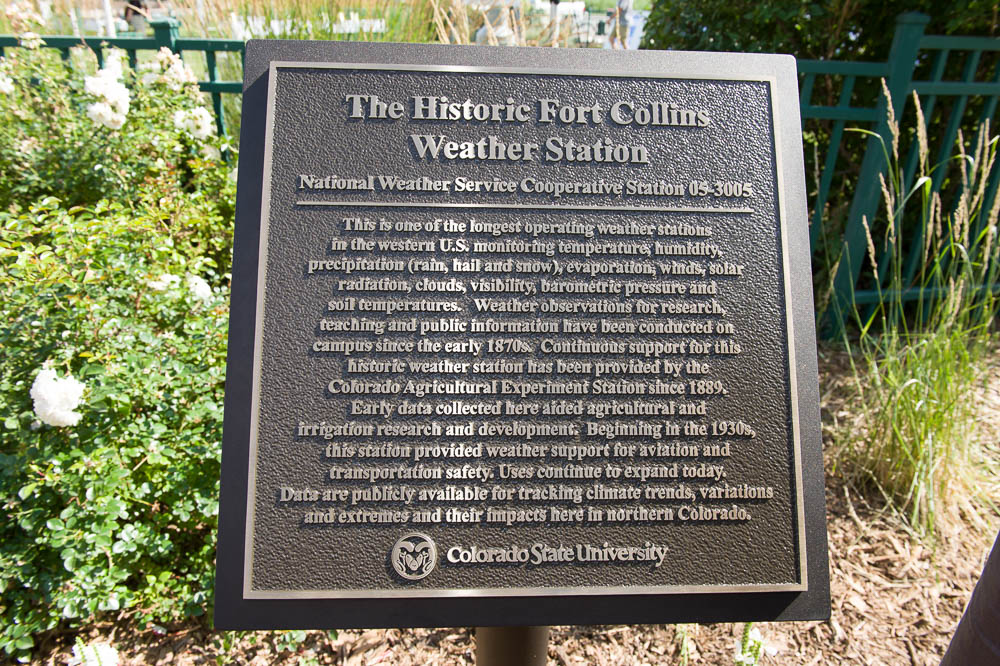 The Historic Fort Collins
Weather Station
National Weather Service Cooperative Station 05-3005
This is one of the longest operating weather stations
in the western U.S. monitoring temperature, humidity,
precipitation (rain, hail and snow), evaporation, winds, solar
radiation, clouds, visibility, barometric pressure and
soil temperatures. Weather observations for research,
teaching and public information have been conducted on
campus since the early 1870s. Continuous support for this
historic weather station has been provided by the
Colorado Agricultural Experiment Station since 1889.
Early data collected here aided agricultural and
irrigation research and development. Beginning in the 1930s,
this station provided weather support for aviation and
transportation safety. Uses continue to expand today.
Data are publicly available for tracking climate trends, variations
and extremes and their impacts here in northern Colorado.
Colorado State University